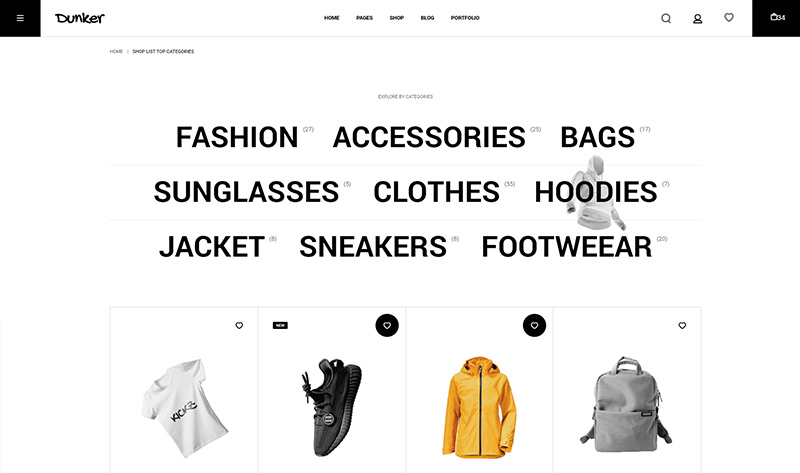 Dunker
HOME PAGES SHOP BLOG PORTFOLIO
34
HOME | SHOP LIST TOP CATEGORIES
EXPLORE BY CATEGORIES
FASHION (27) ACCESSORIES (25) BAGS (17)
SUNGLASSES (5) CLOTHES (55) HOODIES (7)
JACKET (8) SNEAKERS (8) FOOTWEEAR (20)
NEW